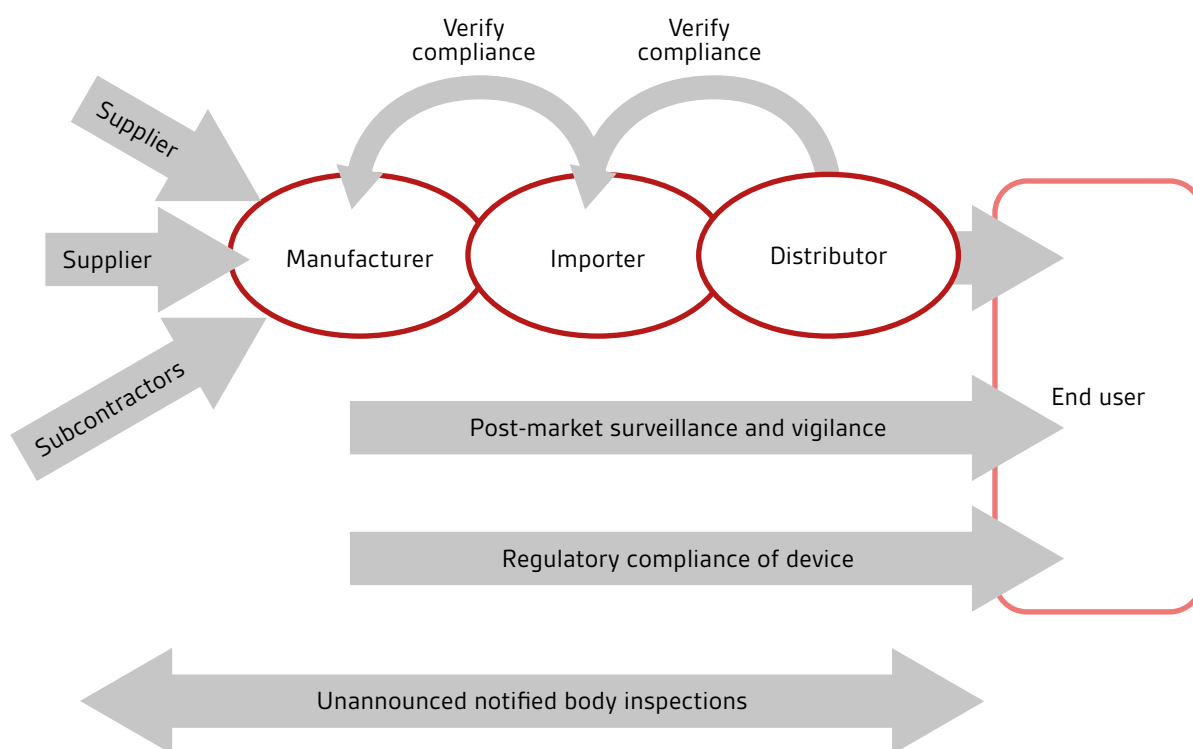 Verify
compliance
Verify
compliance
Supplier
Supplier
Subcontractors
Manufacturer
Importer
Distributor
End user
Post-market surveillance and vigilance
Regulatory compliance of device
Unannounced notified body inspections